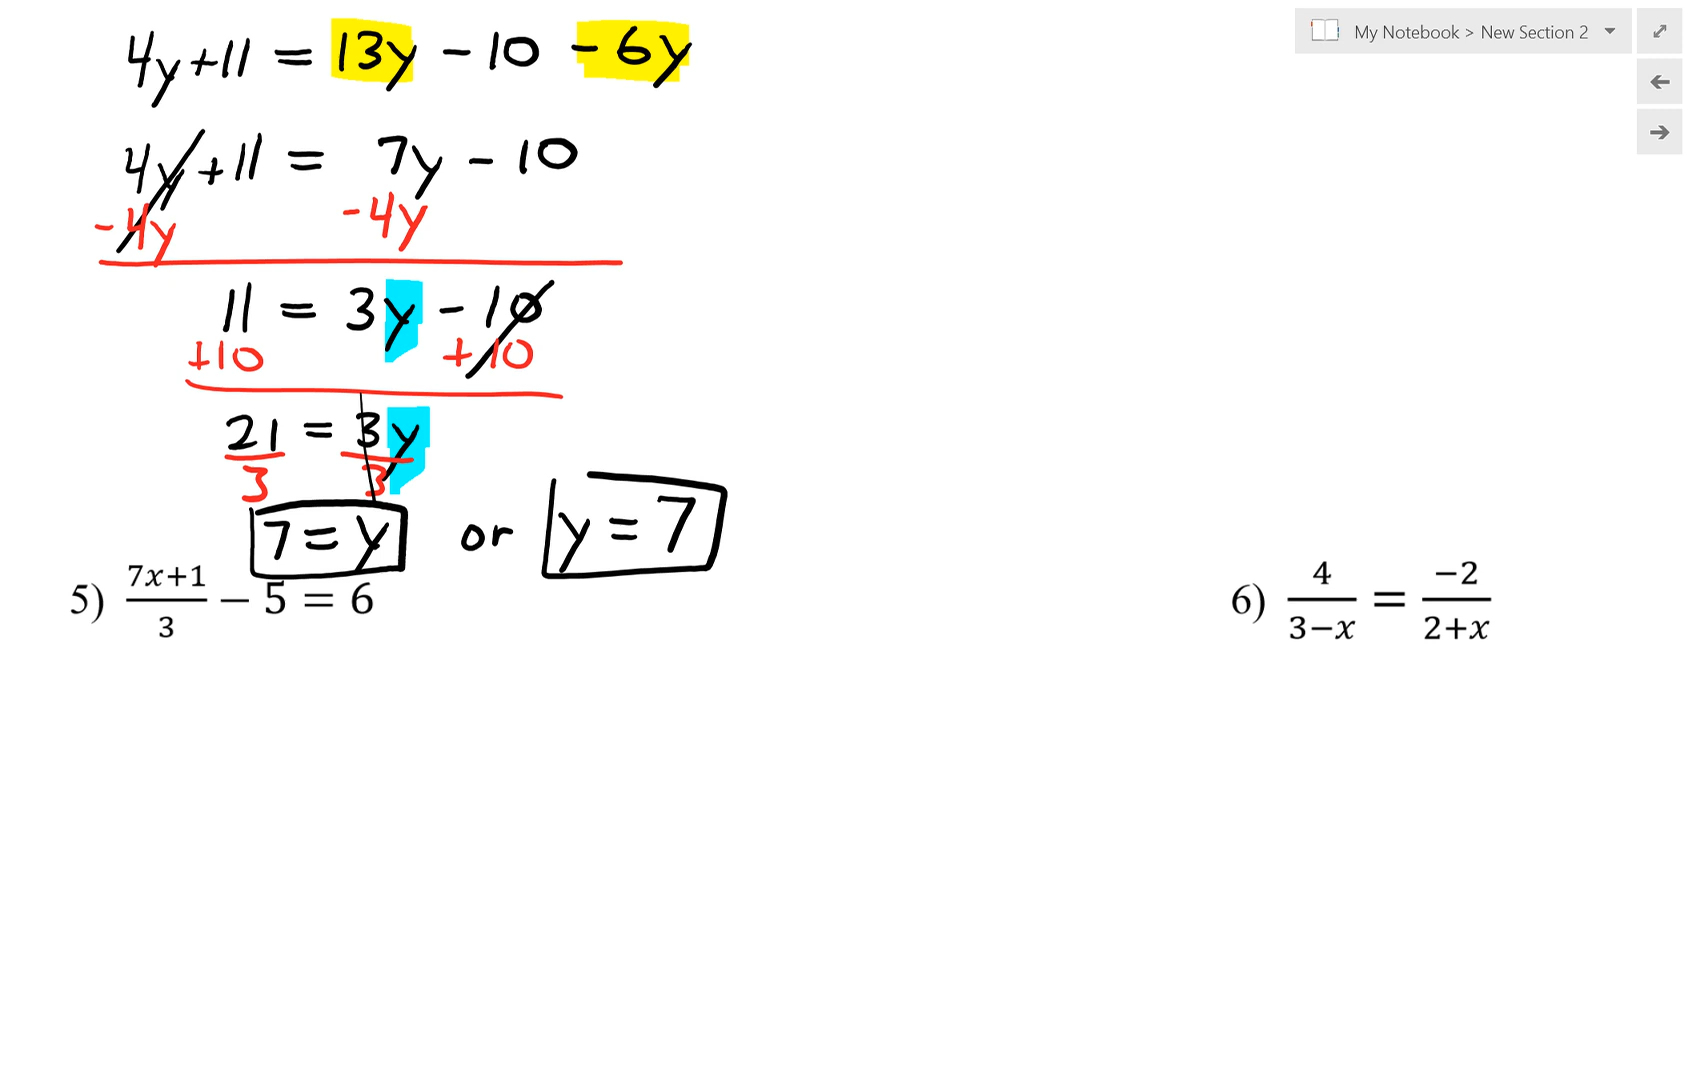 My Notebook > New Section 2
4y+11 = 13y - 10 - 6y
4y+11 = 7y - 10
-4y -4y
11 = 3y - 10
+10 +10
21 = 3y
3 3
7 = y or y = 7
5) (7x+1)/3 − 5 = 6
6) 4/(3−x) = −2/(2+x)